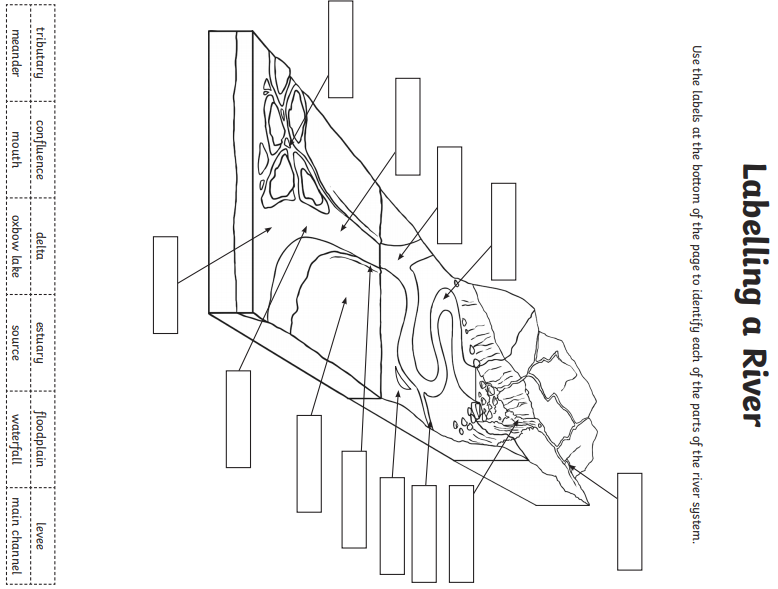 Labelling a River
Use the labels at the bottom of the page to identify each of the parts of the river system.
tributary confluence delta estuary floodplain levee
meander mouth oxbow lake source waterfall main channel